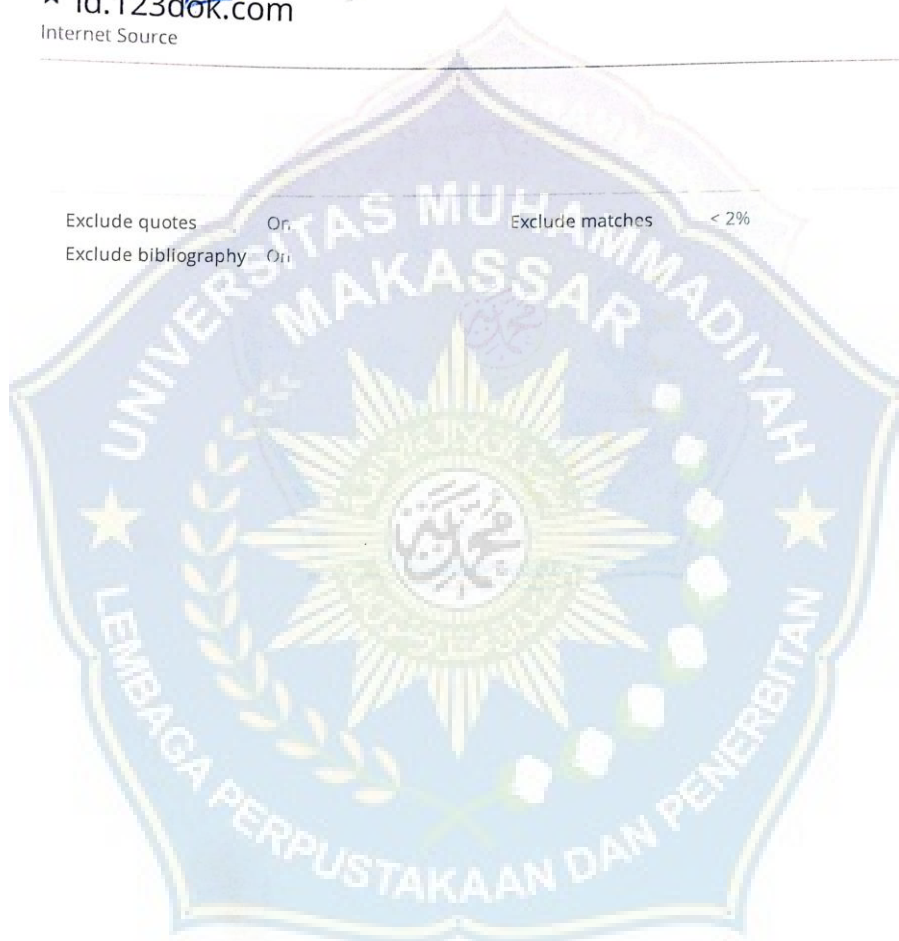 id.123dok.com
Internet Source
Exclude quotes On Exclude matches < 2%
Exclude bibliography On
UNIVERSITAS MUHAMMADIYAH
MAKASSAR
محمد
LEMBAGA PERPUSTAKAAN DAN PENERBITAN